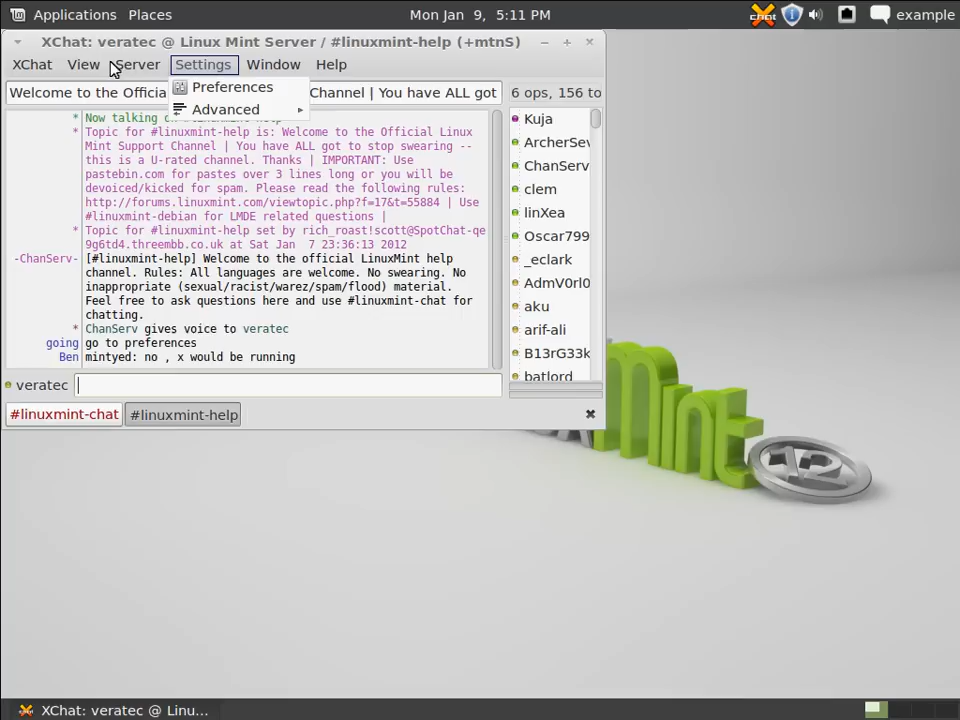 Applications Places Mon Jan 9, 5:11 PM example
XChat: veratec @ Linux Mint Server / #linuxmint-help (+mtnS)
XChat View Server Settings Window Help
Preferences
Advanced
Welcome to the Officia Channel | You have ALL got 6 ops, 156 to
* Now talking
* Topic for #linuxmint-help is: Welcome to the Official Linux
Mint Support Channel | You have ALL got to stop swearing --
this is a U-rated channel. Thanks | IMPORTANT: Use
pastebin.com for pastes over 3 lines long or you will be
devoiced/kicked for spam. Please read the following rules:
http://forums.linuxmint.com/viewtopic.php?f=17&t=55884 | Use
#linuxmint-debian for LMDE related questions |
* Topic for #linuxmint-help set by rich_roast!scott@SpotChat-qe
9g6td4.threembb.co.uk at Sat Jan 7 23:36:13 2012
-ChanServ- [#linuxmint-help] Welcome to the official LinuxMint help
channel. Rules: All languages are welcome. No swearing. No
inappropriate (sexual/racist/warez/spam/flood) material.
Feel free to ask questions here and use #linuxmint-chat for
chatting.
* ChanServ gives voice to veratec
going go to preferences
Ben mintyed: no , x would be running
Kuja
ArcherSev
ChanServ
clem
linXea
Oscar799
_eclark
AdmV0rl0
aku
arif-ali
B13rG33k
batlord
veratec
#linuxmint-chat #linuxmint-help
Mint
12
XChat: veratec @ Linu...